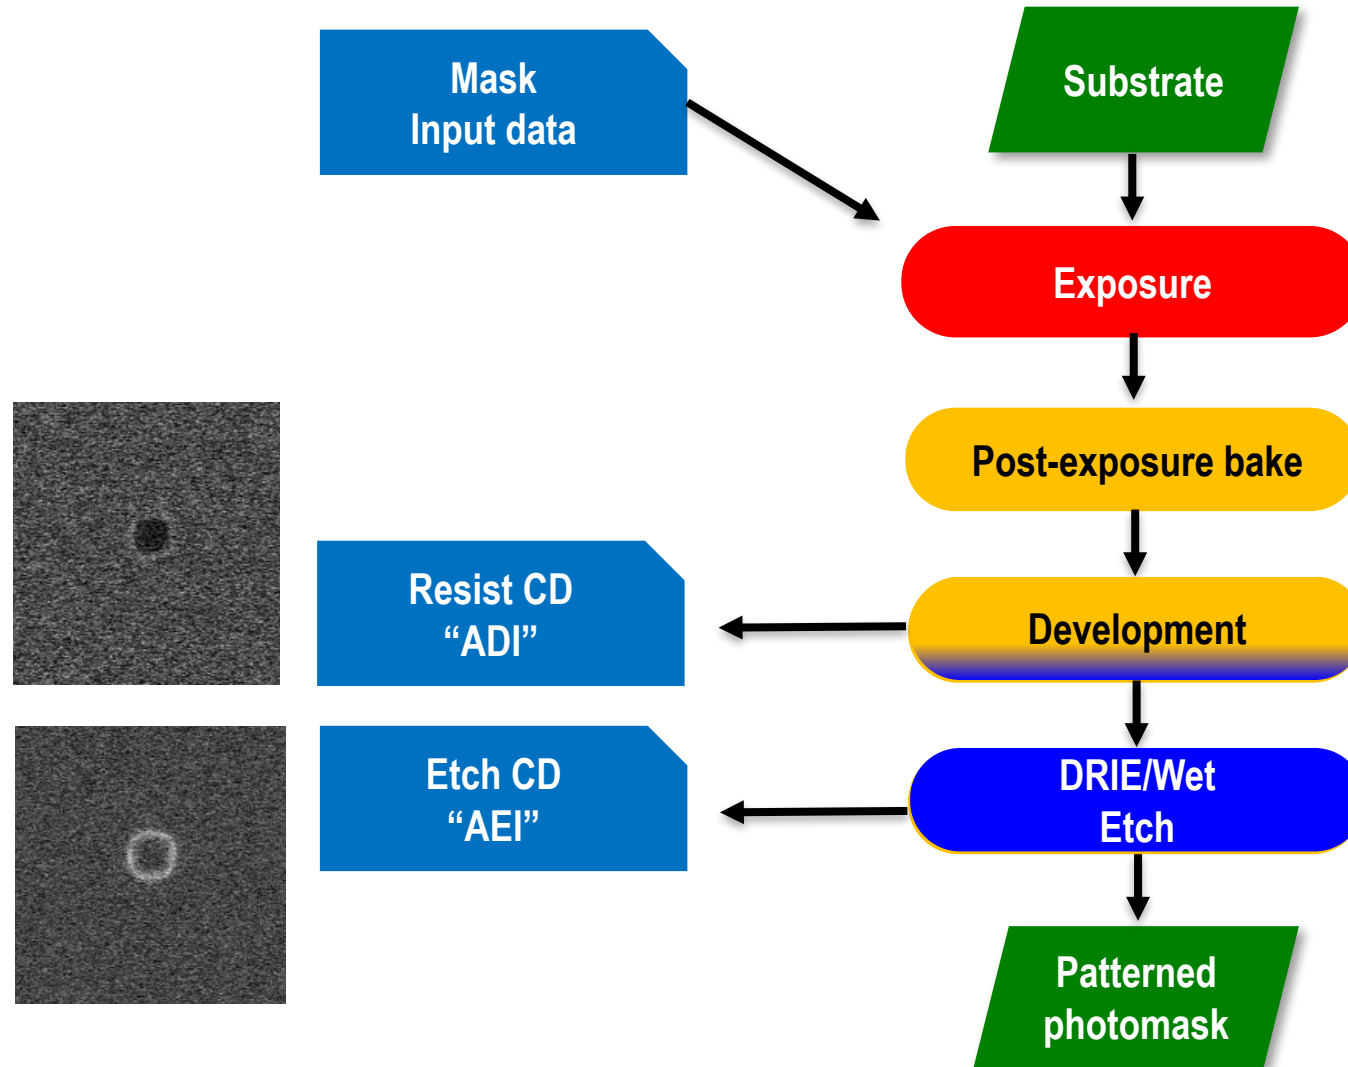 Mask
Input data
Substrate
Exposure
Post-exposure bake
Resist CD
“ADI”
Development
Etch CD
“AEI”
DRIE/Wet
Etch
Patterned
photomask